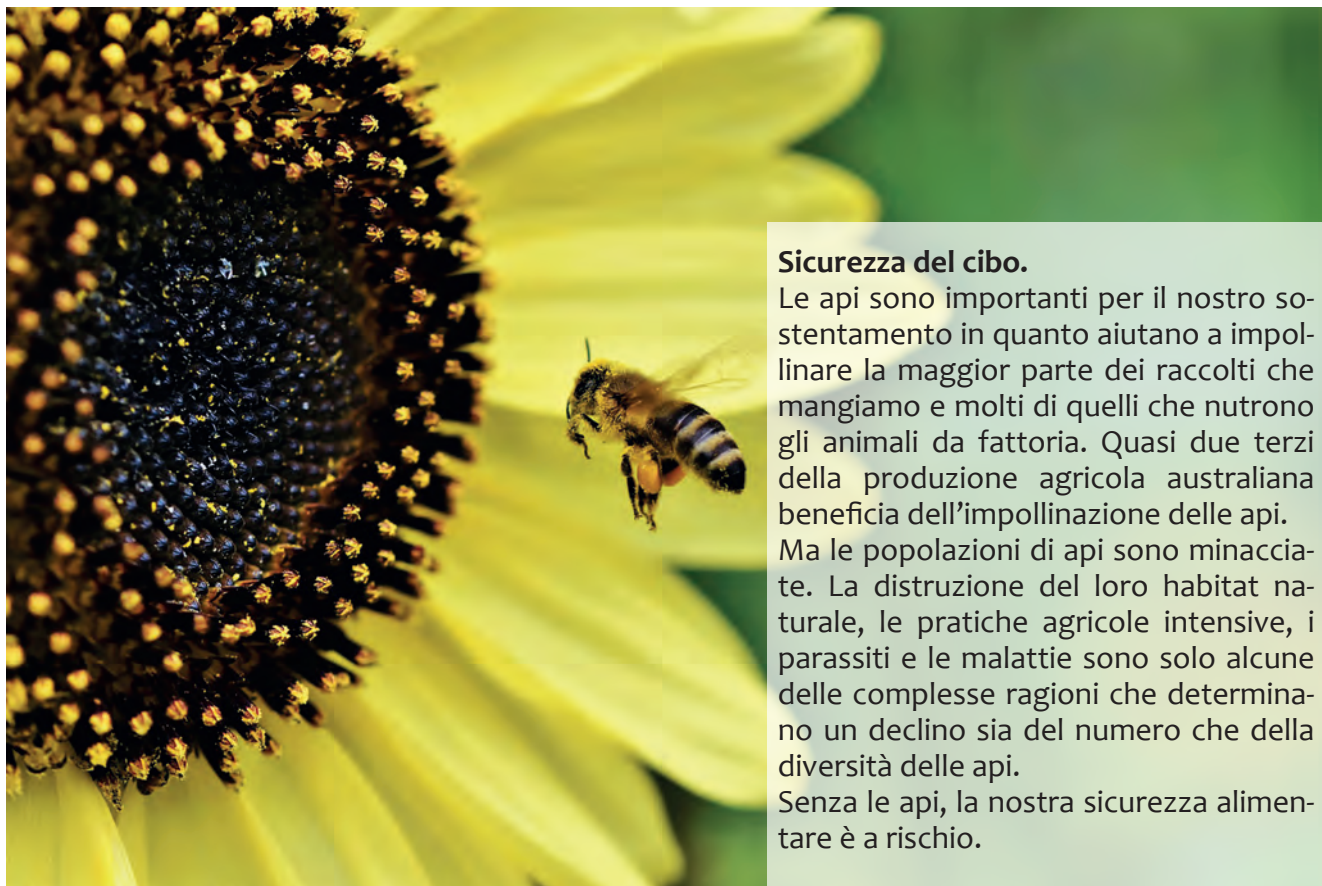 Sicurezza del cibo.
Le api sono importanti per il nostro so-
stentamento in quanto aiutano a impol-
linare la maggior parte dei raccolti che
mangiamo e molti di quelli che nutrono
gli animali da fattoria. Quasi due terzi
della produzione agricola australiana
beneficia dell’impollinazione delle api.
Ma le popolazioni di api sono minaccia-
te. La distruzione del loro habitat na-
turale, le pratiche agricole intensive, i
parassiti e le malattie sono solo alcune
delle complesse ragioni che determina-
no un declino sia del numero che della
diversità delle api.
Senza le api, la nostra sicurezza alimen-
tare è a rischio.